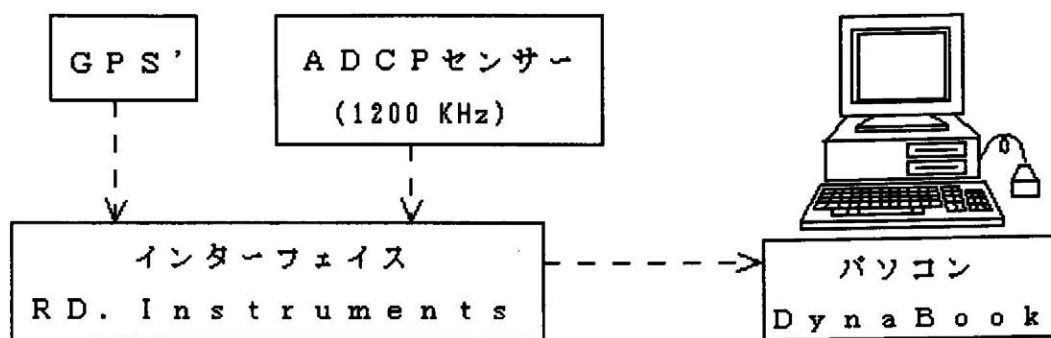 GPS'
ADCPセンサー
(1200 KHz)
インターフェイス
RD. Instruments
パソコン
DynaBook